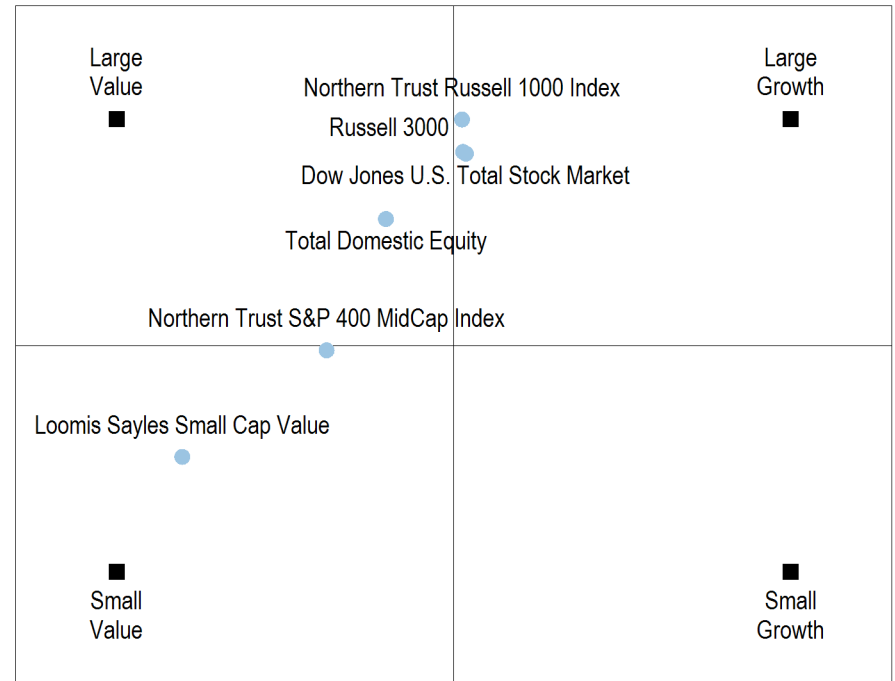 Large
Value
Large
Growth
Northern Trust Russell 1000 Index
Russell 3000
Dow Jones U.S. Total Stock Market
Total Domestic Equity
Northern Trust S&P 400 MidCap Index
Loomis Sayles Small Cap Value
Small
Value
Small
Growth